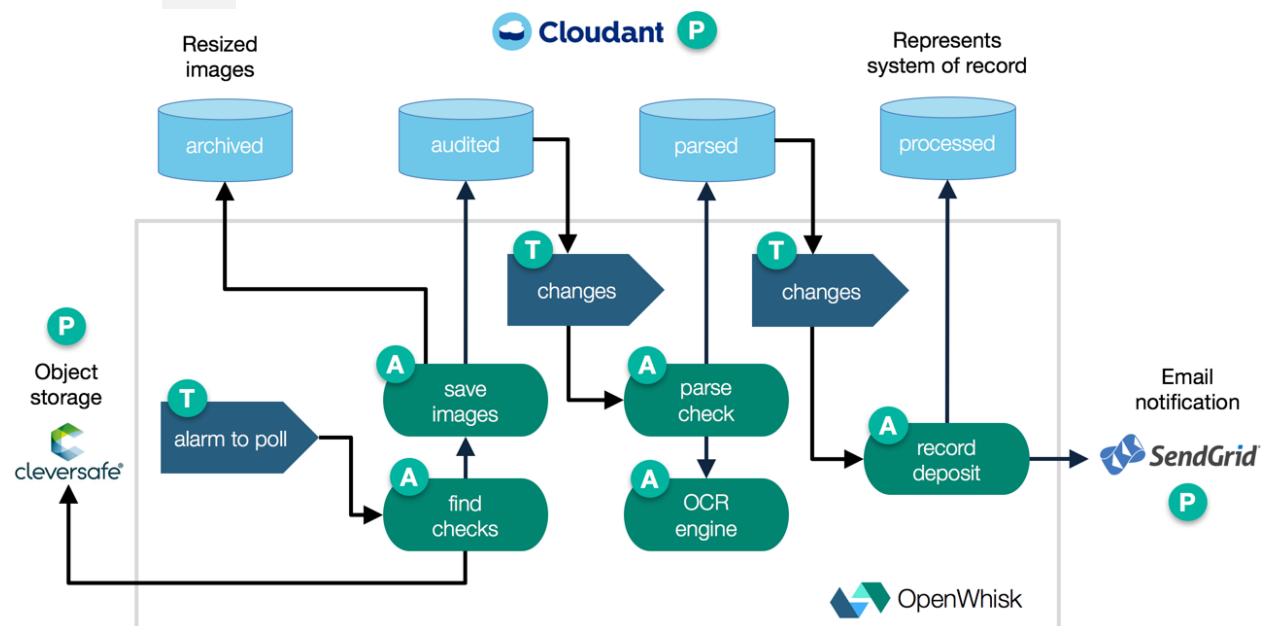 Cloudant P
Resized
images
Represents
system of record
archived
audited
parsed
processed
T
changes
T
changes
P
Object
storage
cleversafe®
T
alarm to poll
A
save
images
A
find
checks
A
parse
check
A
OCR
engine
A
record
deposit
Email
notification
SendGrid
P
OpenWhisk